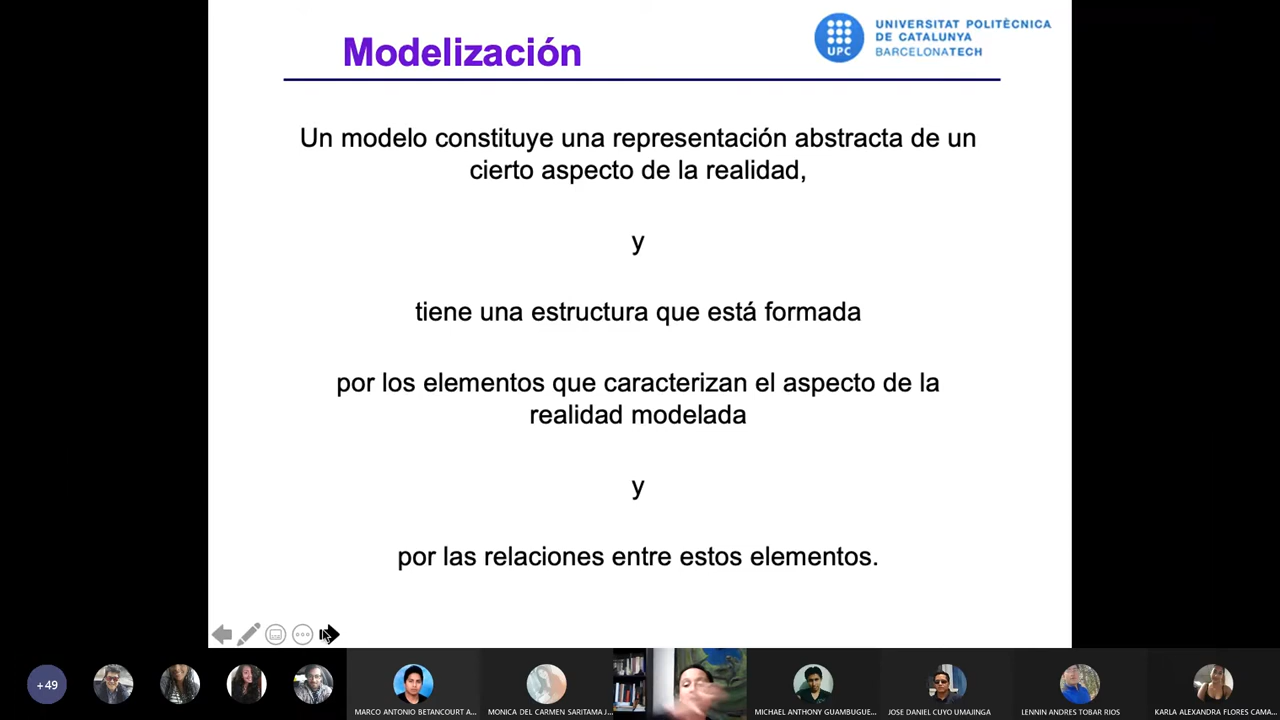 Modelización
UNIVERSITAT POLITÈCNICA
DE CATALUNYA
BARCELONATECH
UPC
Un modelo constituye una representación abstracta de un
cierto aspecto de la realidad,
y
tiene una estructura que está formada
por los elementos que caracterizan el aspecto de la
realidad modelada
y
por las relaciones entre estos elementos.
+49
MARCO ANTONIO BETANCOURT A...
MONICA DEL CARMEN SARITAMA J...
MICHAEL ANTHONY GUAMBUGUE...
JOSE DANIEL CUYO UMAJINGA
LENNIN ANDRES TOBAR RIOS
KARLA ALEXANDRA FLORES CAMA...